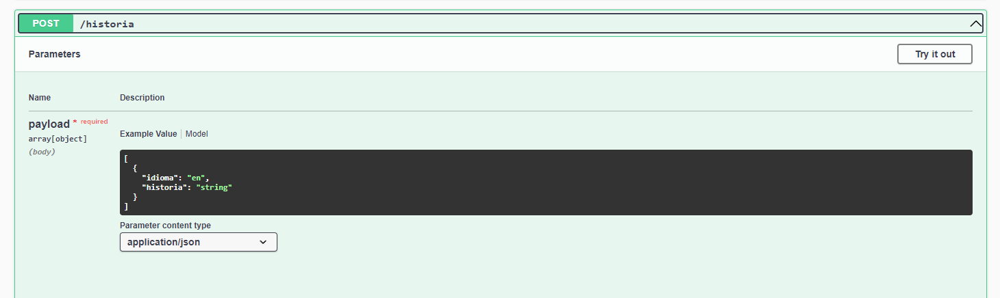 POST /historia
Parameters
Try it out
Name Description
payload * required
array[object]
(body)
Example Value Model
[
  {
    "idioma": "en",
    "historia": "string"
  }
]
Parameter content type
application/json